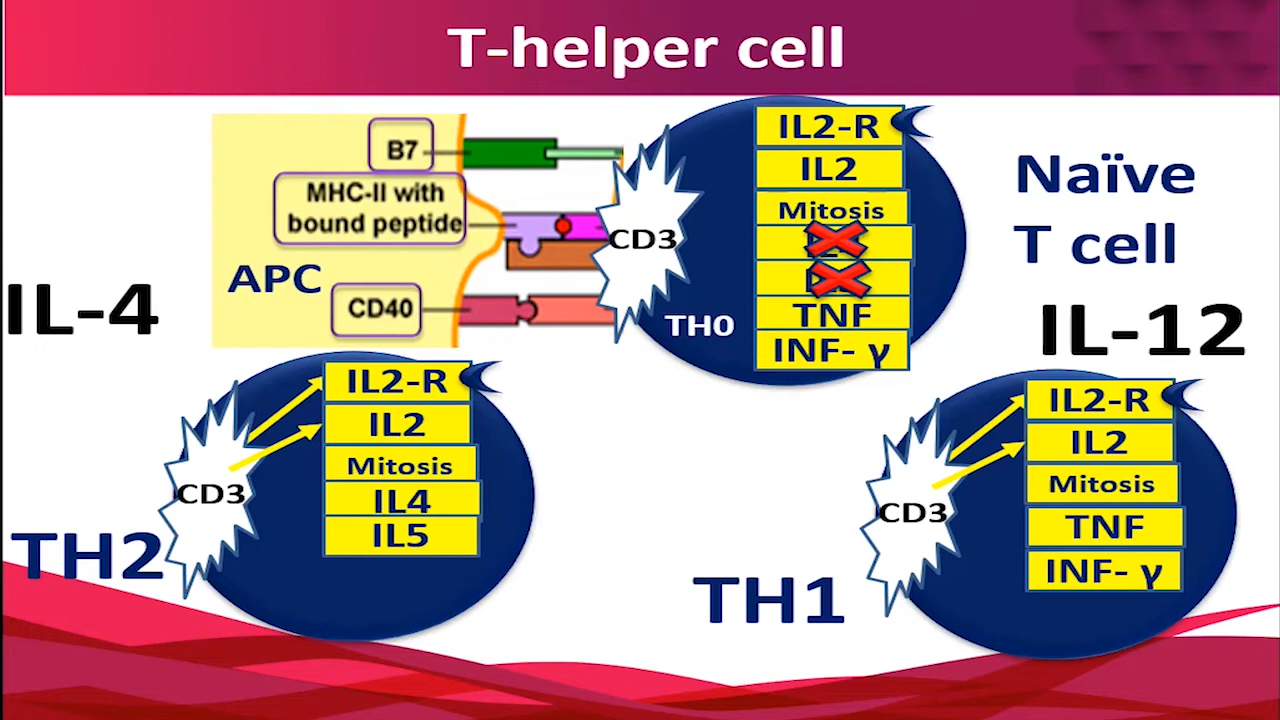 T-helper cell
B7
MHC-II with
bound peptide
APC
CD40
CD3
TH0
IL2-R
IL2
Mitosis
TNF
INF- γ
Naïve
T cell
IL-4
IL-12
IL2-R
IL2
Mitosis
IL4
IL5
CD3
TH2
IL2-R
IL2
Mitosis
TNF
INF- γ
CD3
TH1